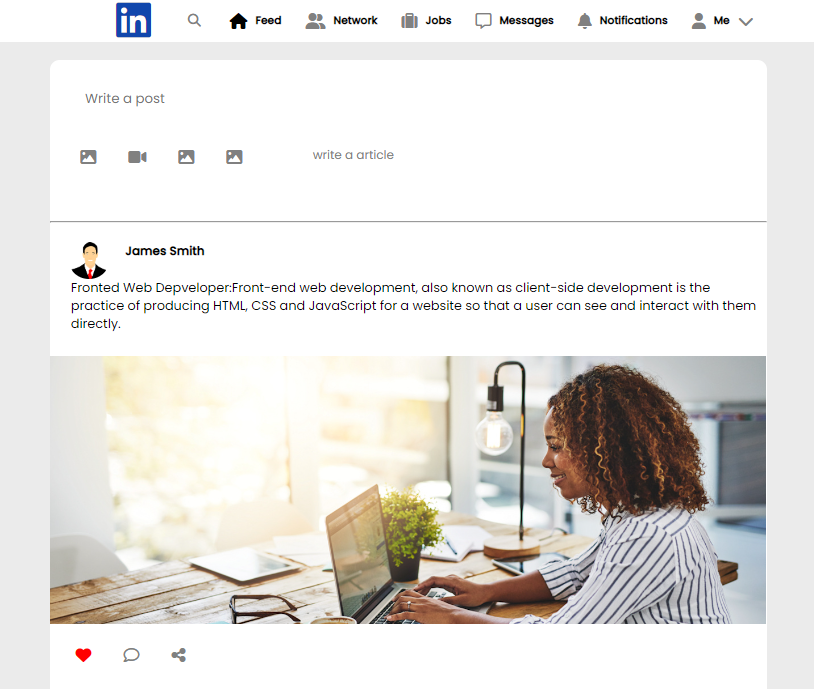 in
Feed
Network
Jobs
Messages
Notifications
Me
Write a post
write a article
James Smith
Fronted Web Depveloper:Front-end web development, also known as client-side development is the
practice of producing HTML, CSS and JavaScript for a website so that a user can see and interact with them
directly.